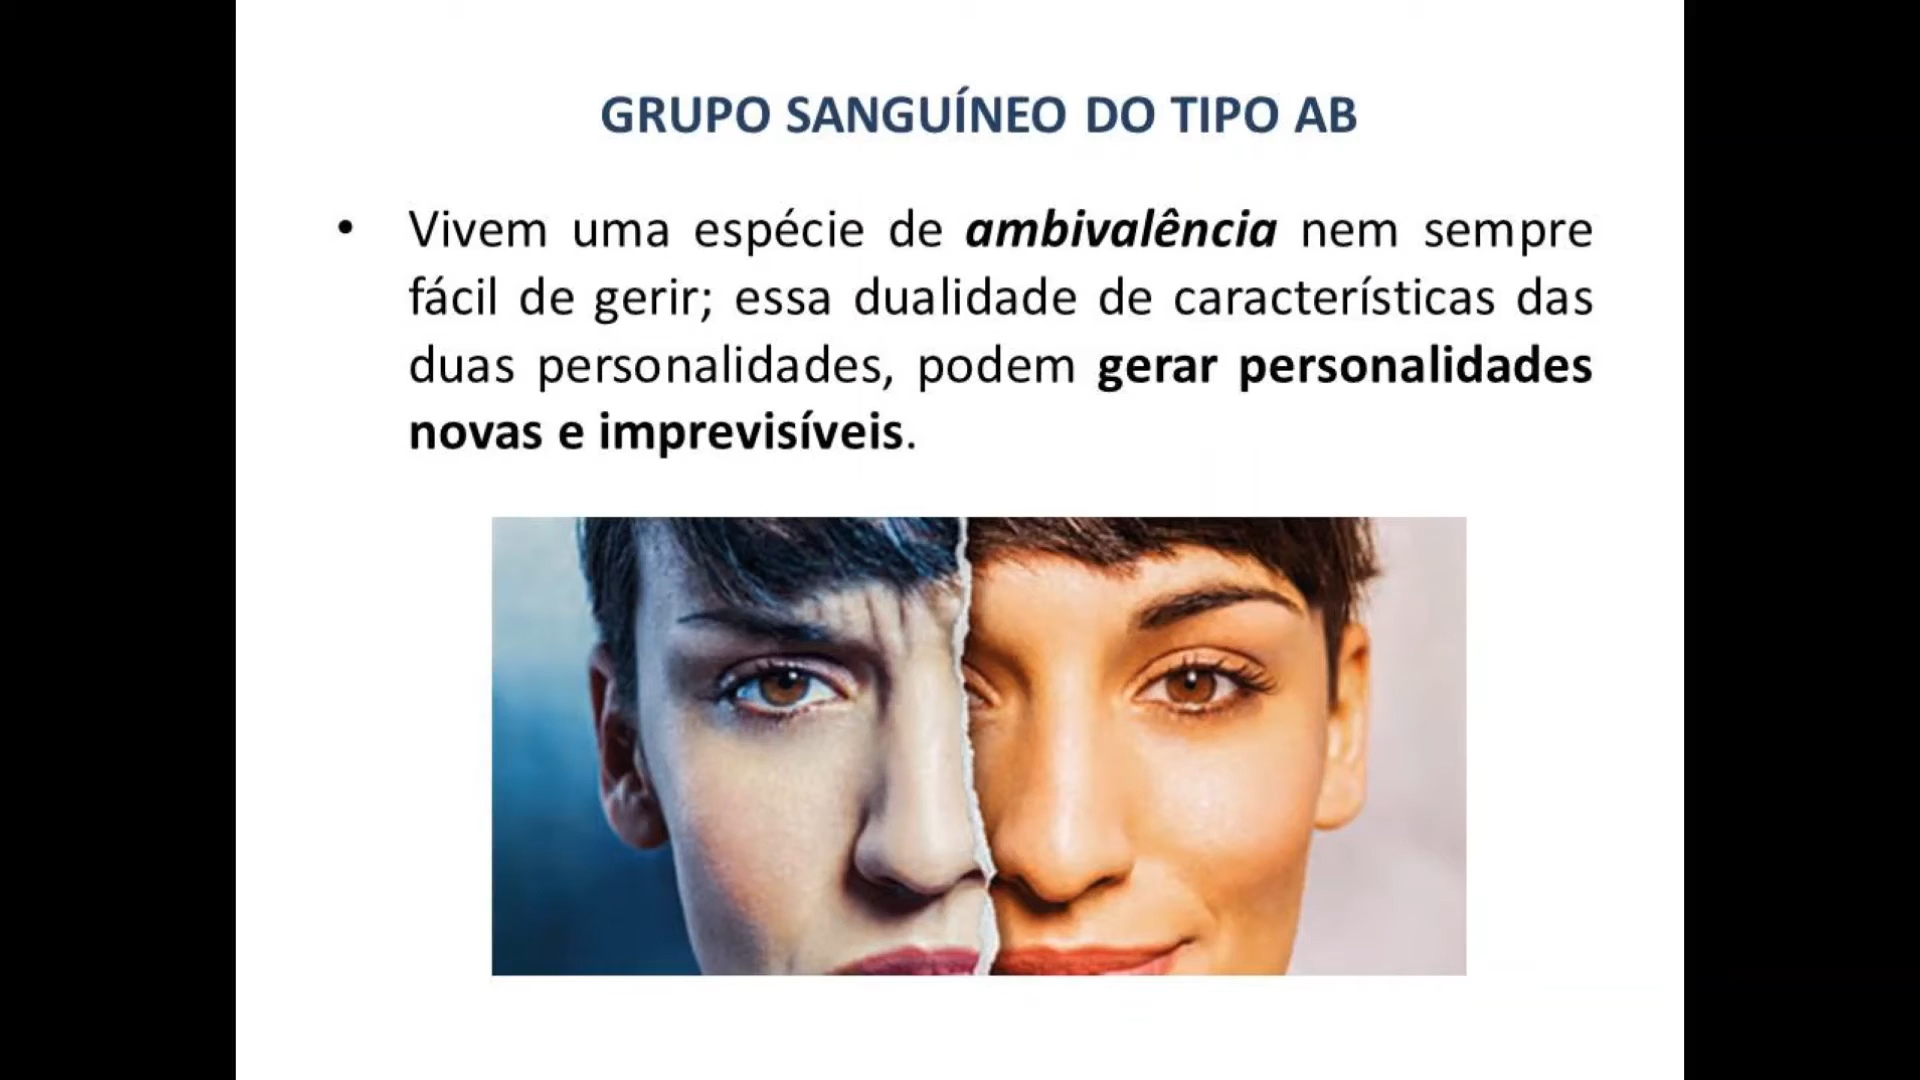 GRUPO SANGUÍNEO DO TIPO AB
• Vivem uma espécie de ambivalência nem sempre
fácil de gerir; essa dualidade de características das
duas personalidades, podem gerar personalidades
novas e imprevisíveis.